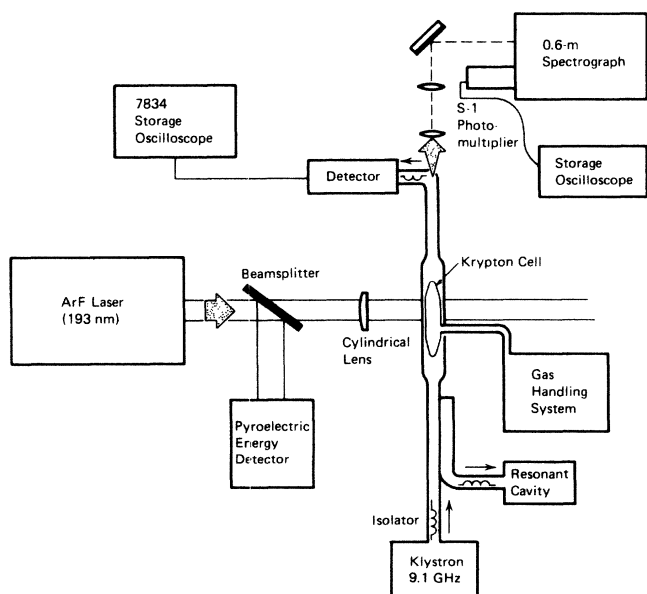 0.6-m
Spectrograph
S-1
Photo-
multiplier
7834
Storage
Oscilloscope
Storage
Oscilloscope
Detector
Krypton Cell
Beamsplitter
ArF Laser
(193 nm)
Cylindrical
Lens
Gas
Handling
System
Pyroelectric
Energy
Detector
Resonant
Cavity
Isolator
Klystron
9.1 GHz